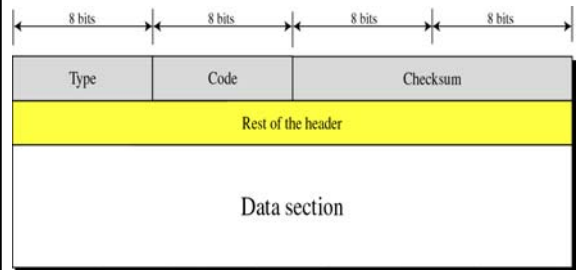 8 bits 8 bits 8 bits 8 bits
Type Code Checksum
Rest of the header
Data section